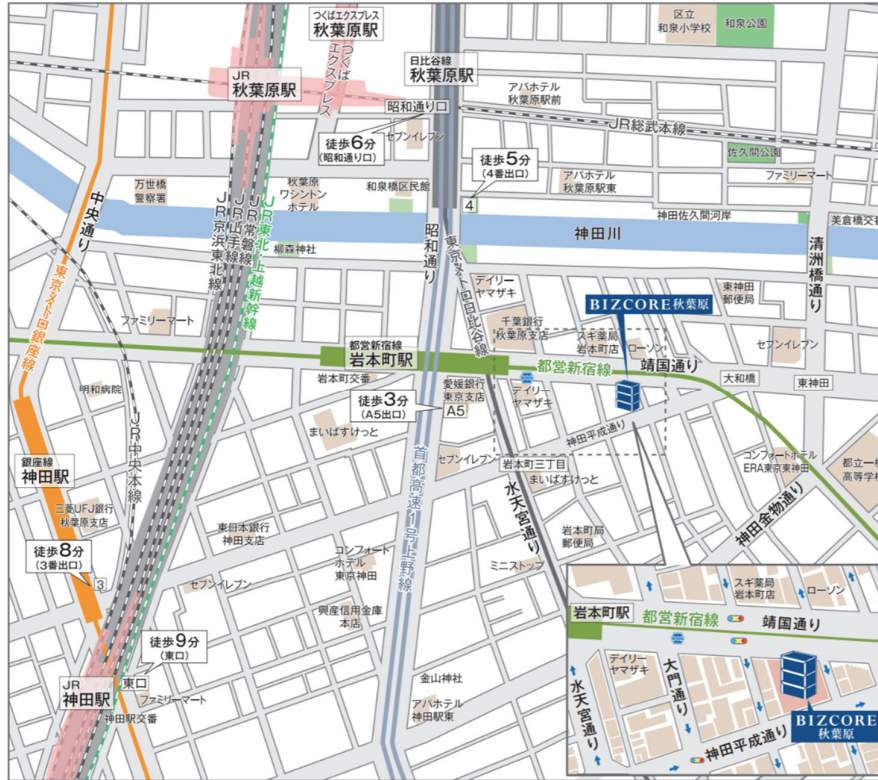 つくばエクスプレス
秋葉原駅
つくば
エクスプレス
JR
秋葉原駅
日比谷線
秋葉原駅
区立
和泉小学校
和泉公園
アパホテル
秋葉原駅前
昭和通り口
JR総武本線
徒歩6分
(昭和通り口)
セブンイレブン
徒歩5分
(4番出口)
4
佐久間公園
ファミリーマート
アパホテル
秋葉原駅東
万世橋
警察署
秋葉原
ワシントン
ホテル
和泉橋区民館
中央通り
JR京浜東北線
JR山手線
JR常磐線
JR東北・上越新幹線
昭和通り
神田佐久間河岸
神田川
美倉橋交番
清洲橋通り
柳森神社
東京メトロ日比谷線
東京メトロ銀座線
デイリー
ヤマザキ
東神田
郵便局
BIZCORE秋葉原
千葉銀行
秋葉原支店
スギ薬局
岩本町店
ローソン
セブンイレブン
ファミリーマート
都営新宿線
岩本町駅
都営新宿線
靖国通り
大和橋
東神田
岩本町交番
明和病院
愛媛銀行
東京支店
デイリー
ヤマザキ
徒歩3分
(A5出口)
A5
神田平成通り
まいばすけっと
JR中央本線
首都高速1号上野線
セブンイレブン
岩本町三丁目
まいばすけっと
コンフォートホテル
ERA東京東神田
都立一橋
高等学校
銀座線
神田駅
三菱UFJ銀行
秋葉原支店
東日本銀行
神田支店
水天宮通り
岩本町局
郵便局
神田金物通り
徒歩8分
(3番出口)
3
セブンイレブン
コンフォート
ホテル
東京神田
ミニストップ
興産信用金庫
本店
徒歩9分
(東口)
東口
JR
神田駅
ファミリーマート
神田駅交番
金山神社
アパホテル
神田駅東
スギ薬局
岩本町店
ローソン
岩本町駅
都営新宿線
靖国通り
デイリー
ヤマザキ
大門通り
水天宮通り
神田平成通り
BIZCORE
秋葉原